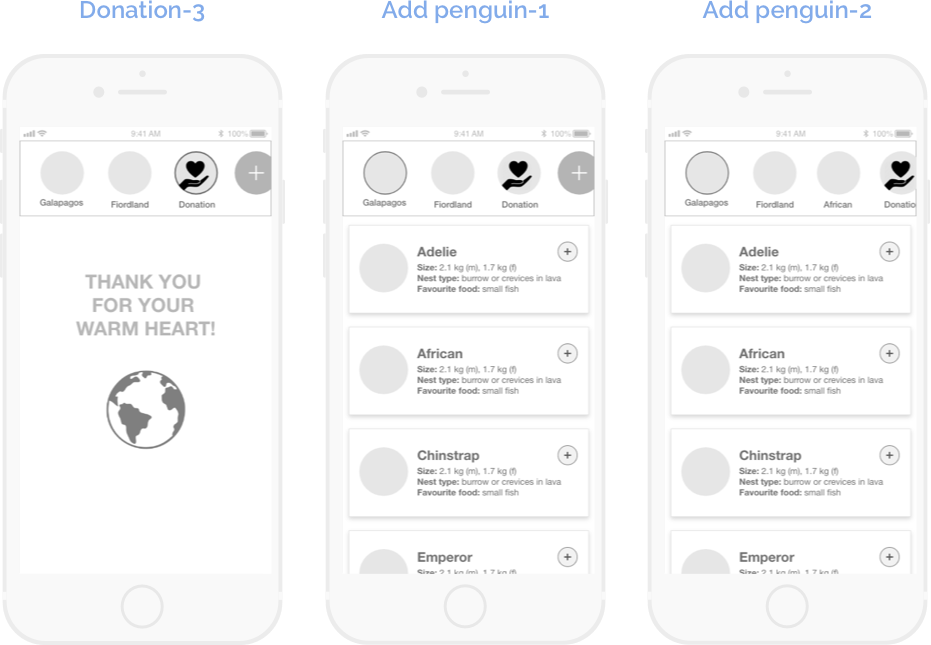 Donation-3
9:41 AM
100%
Galapagos
Fiordland
Donation
THANK YOU
FOR YOUR
WARM HEART!
Add penguin-1
9:41 AM
100%
Galapagos
Fiordland
Donation
Adelie
Size: 2.1 kg (m), 1.7 kg (f)
Nest type: burrow or crevices in lava
Favourite food: small fish
African
Size: 2.1 kg (m), 1.7 kg (f)
Nest type: burrow or crevices in lava
Favourite food: small fish
Chinstrap
Size: 2.1 kg (m), 1.7 kg (f)
Nest type: burrow or crevices in lava
Favourite food: small fish
Emperor
Size: 2.1 kg (m), 1.7 kg (f)
Add penguin-2
9:41 AM
100%
Galapagos
Fiordland
African
Donatio
Adelie
Size: 2.1 kg (m), 1.7 kg (f)
Nest type: burrow or crevices in lava
Favourite food: small fish
African
Size: 2.1 kg (m), 1.7 kg (f)
Nest type: burrow or crevices in lava
Favourite food: small fish
Chinstrap
Size: 2.1 kg (m), 1.7 kg (f)
Nest type: burrow or crevices in lava
Favourite food: small fish
Emperor
Size: 2.1 kg (m), 1.7 kg (f)